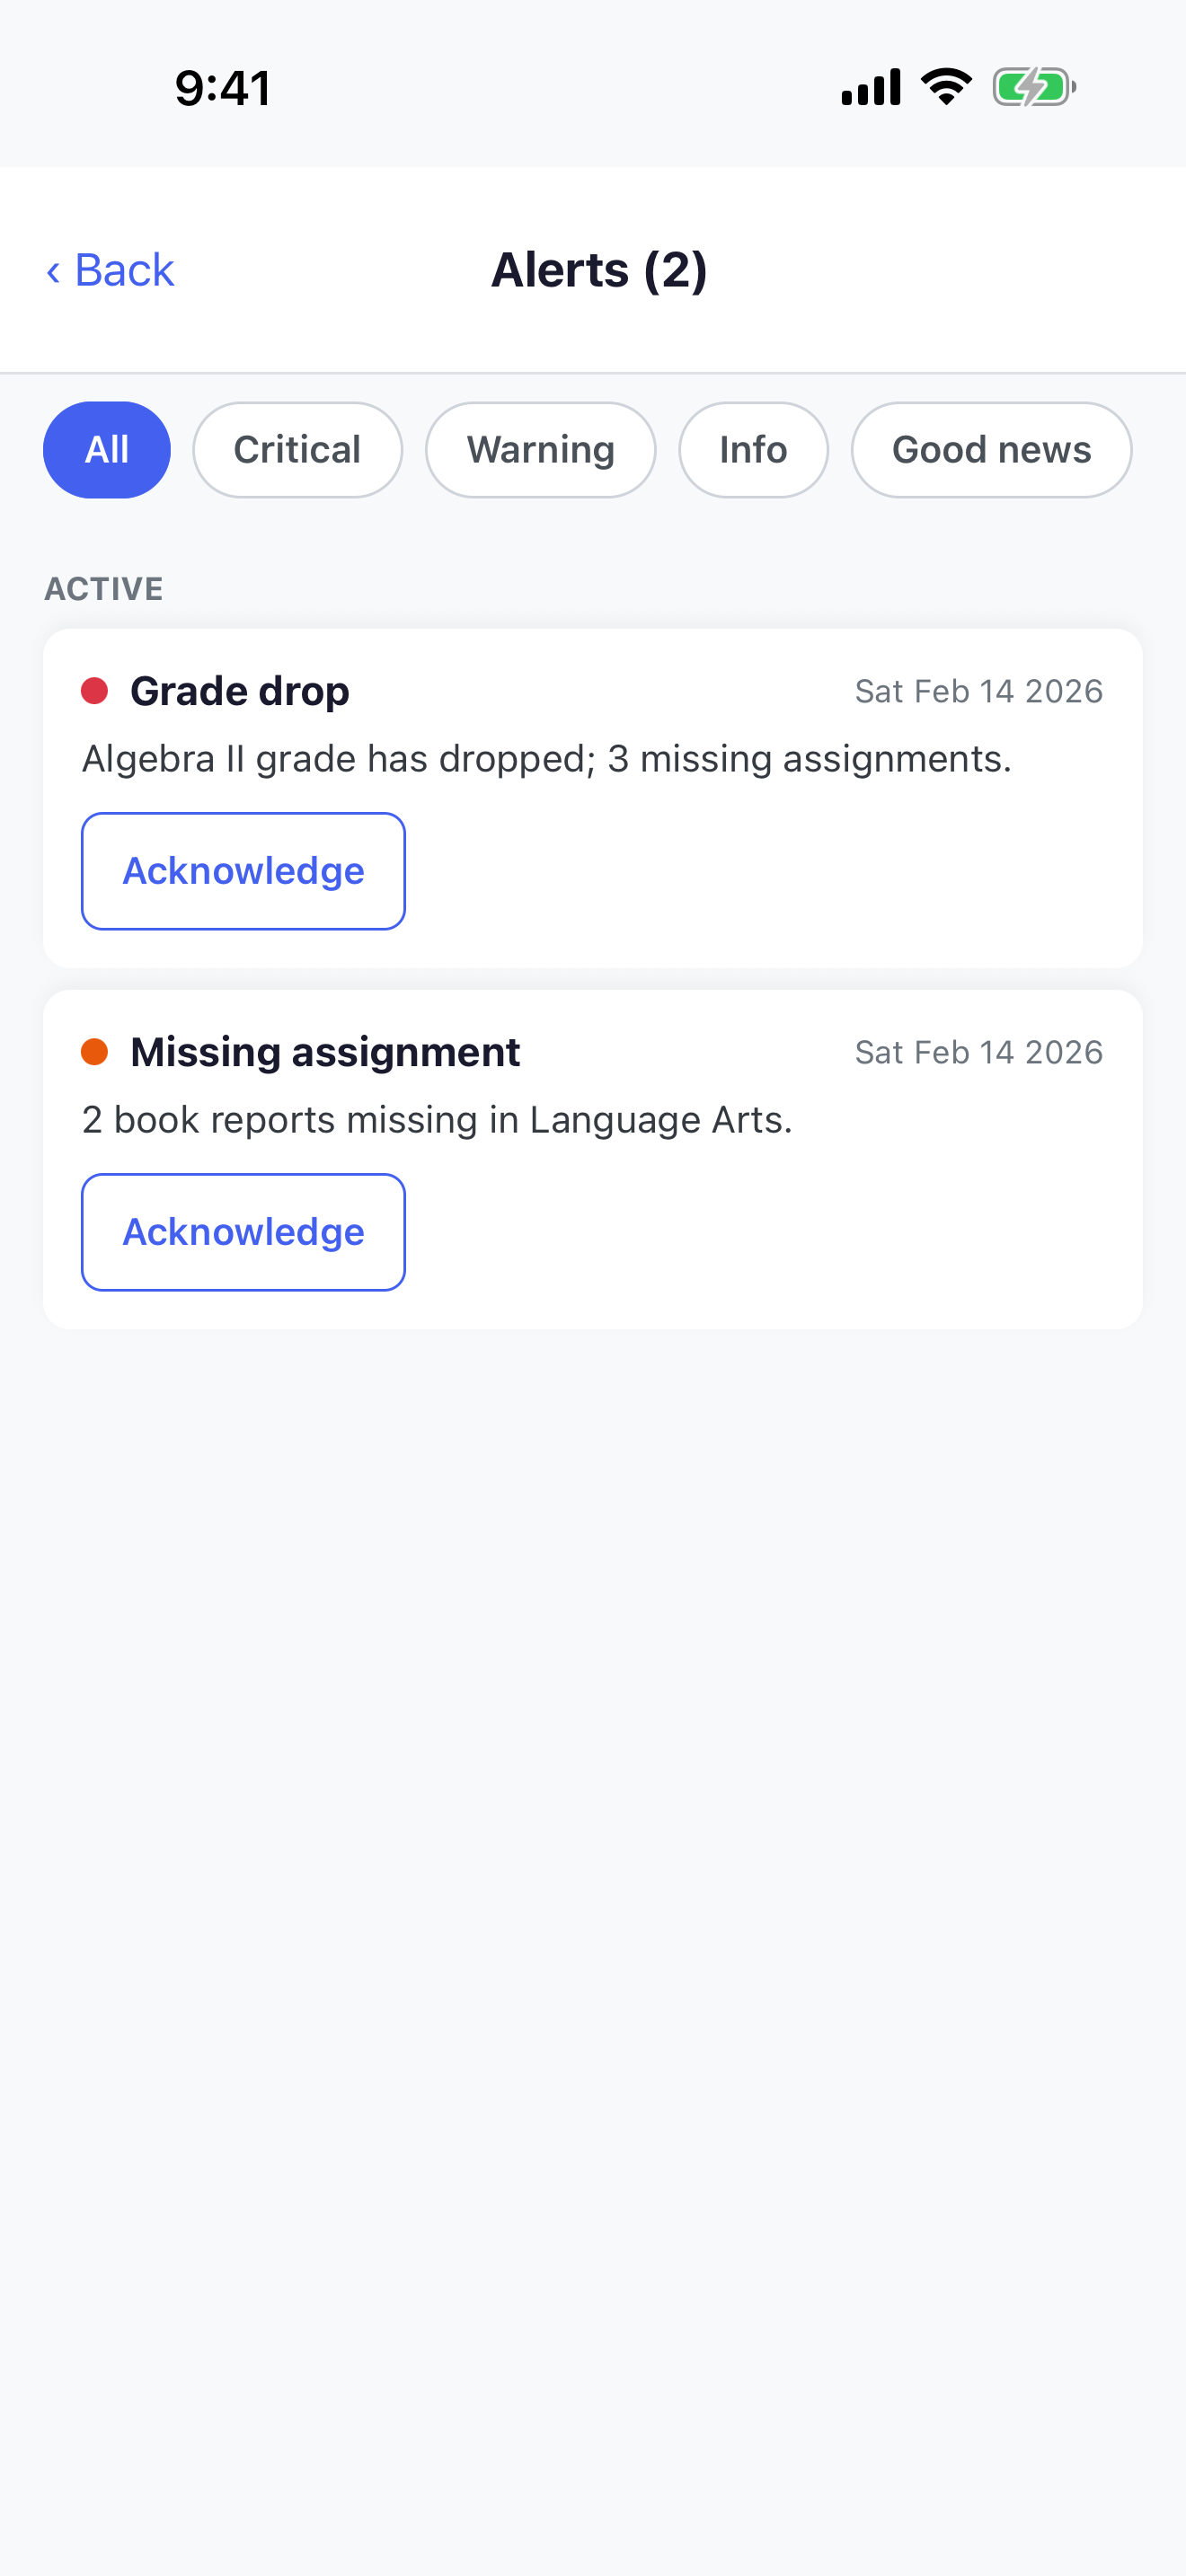 9:41
‹ Back
Alerts (2)
All
Critical
Warning
Info
Good news
ACTIVE
Grade drop
Sat Feb 14 2026
Algebra II grade has dropped; 3 missing assignments.
Acknowledge
Missing assignment
Sat Feb 14 2026
2 book reports missing in Language Arts.
Acknowledge